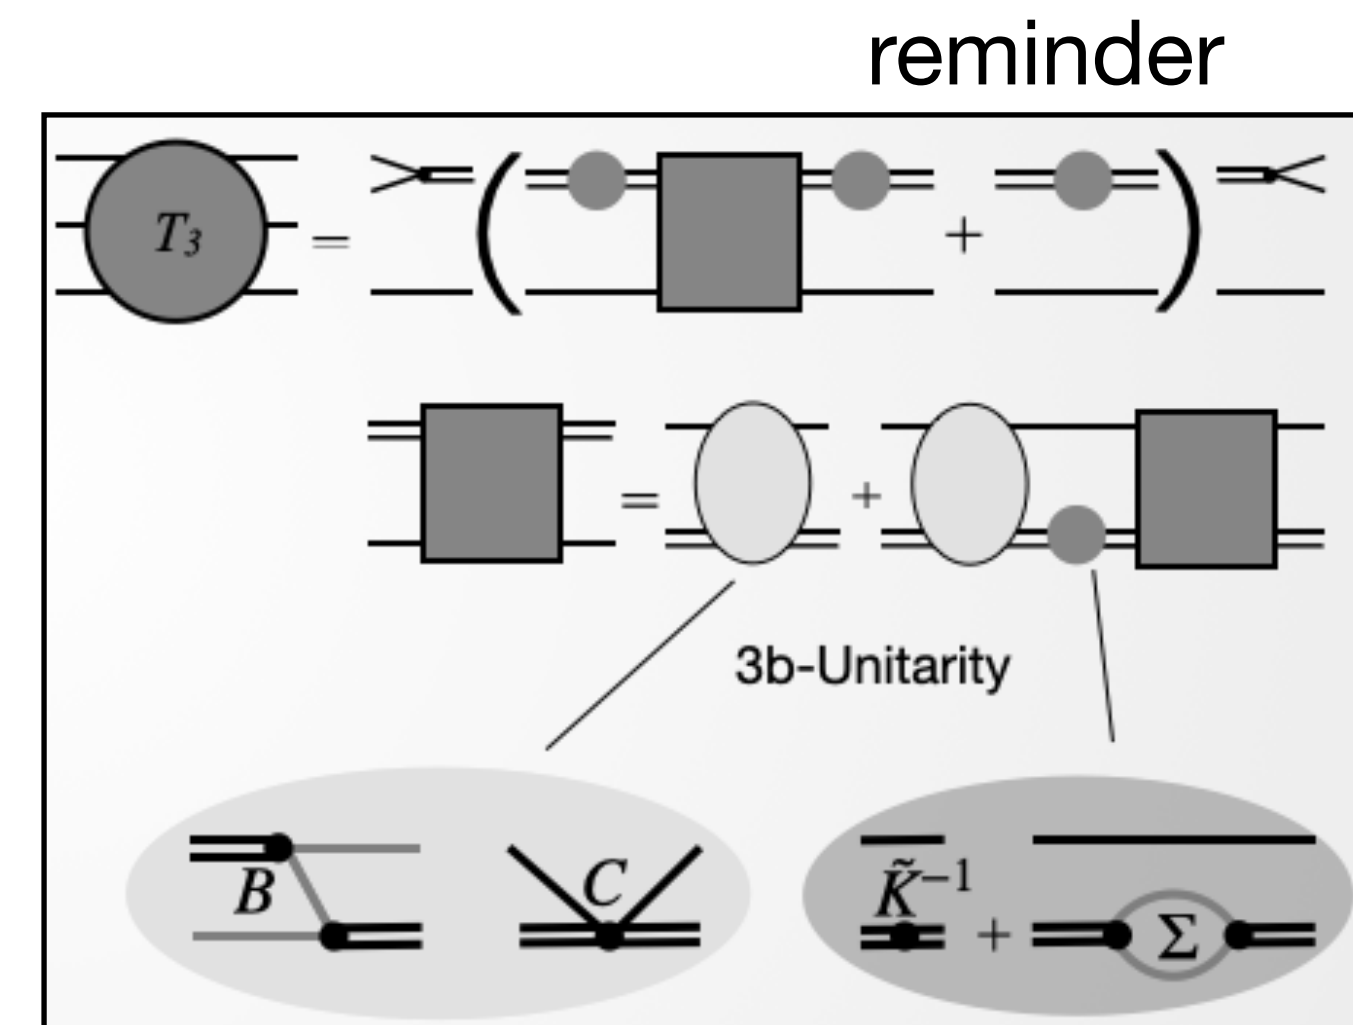 reminder
T₃ = ( + )
= +
3b-Unitarity
B C K̃⁻¹ + Σ